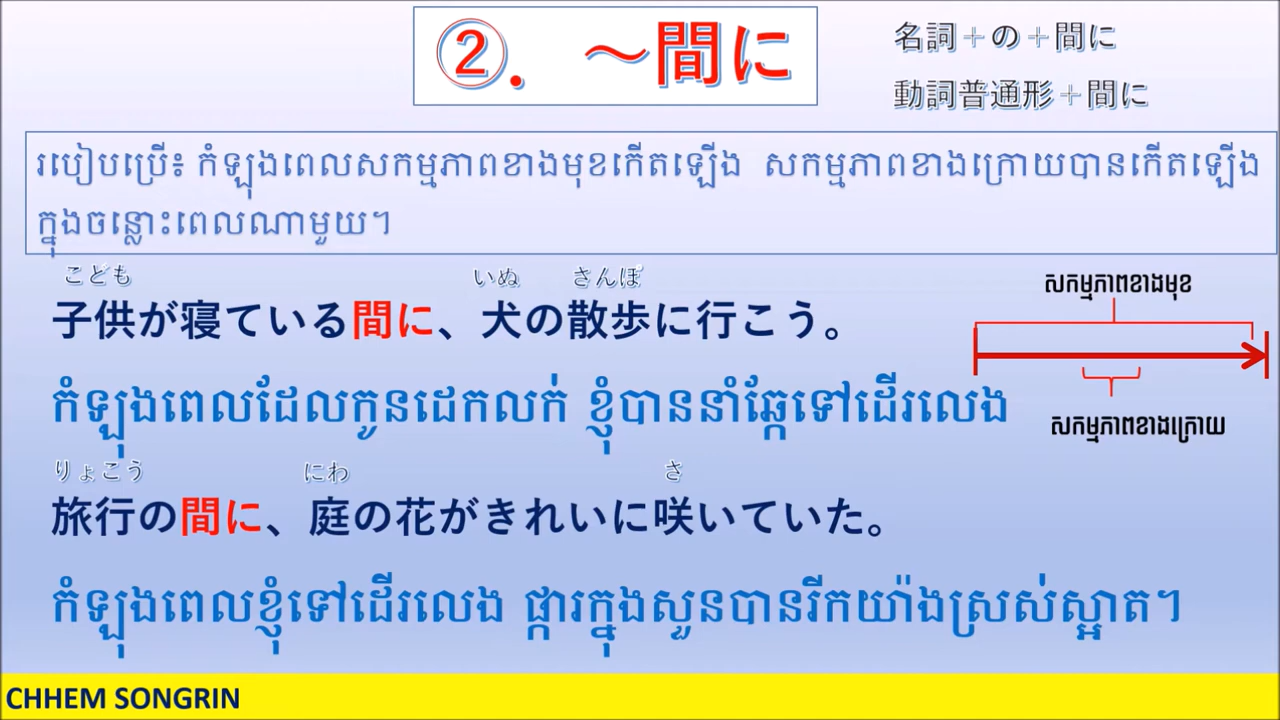 ②. ～間に
名詞＋の＋間に
動詞普通形＋間に
របៀបប្រើ៖ កំឡុងពេលសកម្មភាពខាងមុខកើតឡើង សកម្មភាពខាងក្រោយបានកើតឡើង
ក្នុងចន្លោះពេលណាមួយ។
こども いぬ さんぽ
子供が寝ている間に、犬の散歩に行こう。
សកម្មភាពខាងមុខ
កំឡុងពេលដែលកូនដេកលក់ ខ្ញុំបាននាំឆ្កែទៅដើរលេង
សកម្មភាពខាងក្រោយ
りょこう にわ さ
旅行の間に、庭の花がきれいに咲いていた。
កំឡុងពេលខ្ញុំទៅដើរលេង ផ្ការក្នុងសួនបានរីកយ៉ាងស្រស់ស្អាត។
CHHEM SONGRIN